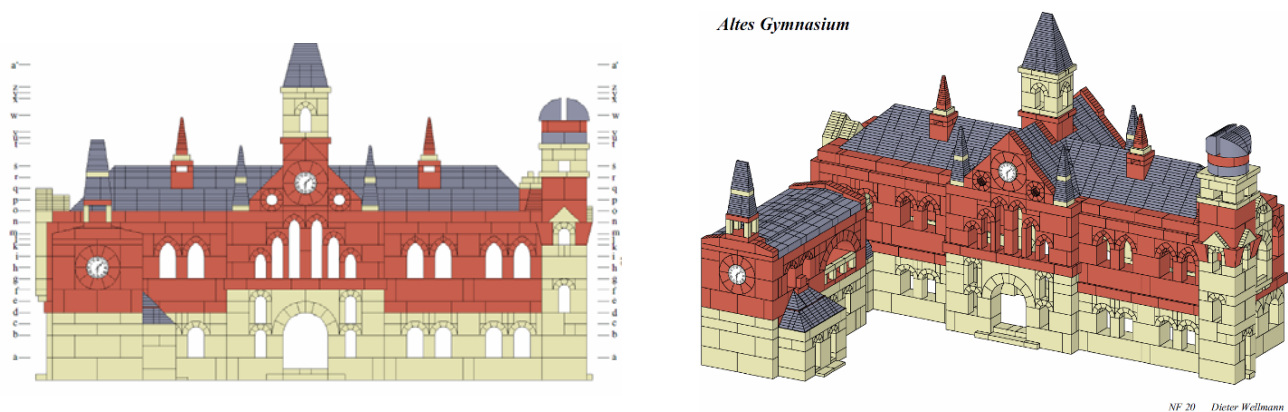 a'
w
s
r
q
p
o
n
m
i
h
g
f
e
d
c
b
a
a'
w
s
r
q
p
o
n
m
i
h
g
f
e
d
c
b
a
Altes Gymnasium
NF 20 Dieter Wellmann